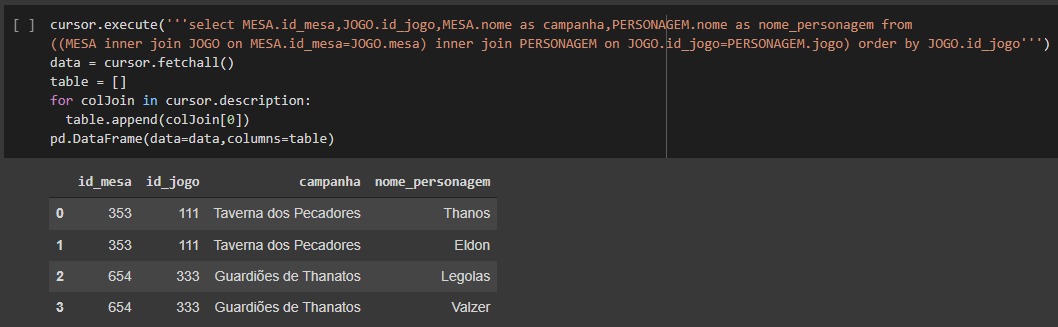 [ ] cursor.execute('''select MESA.id_mesa,JOGO.id_jogo,MESA.nome as campanha,PERSONAGEM.nome as nome_personagem from
((MESA inner join JOGO on MESA.id_mesa=JOGO.mesa) inner join PERSONAGEM on JOGO.id_jogo=PERSONAGEM.jogo) order by JOGO.id_jogo''')
data = cursor.fetchall()
table = []
for colJoin in cursor.description:
  table.append(colJoin[0])
pd.DataFrame(data=data,columns=table)
id_mesa id_jogo campanha nome_personagem
0 353 111 Taverna dos Pecadores Thanos
1 353 111 Taverna dos Pecadores Eldon
2 654 333 Guardiões de Thanatos Legolas
3 654 333 Guardiões de Thanatos Valzer